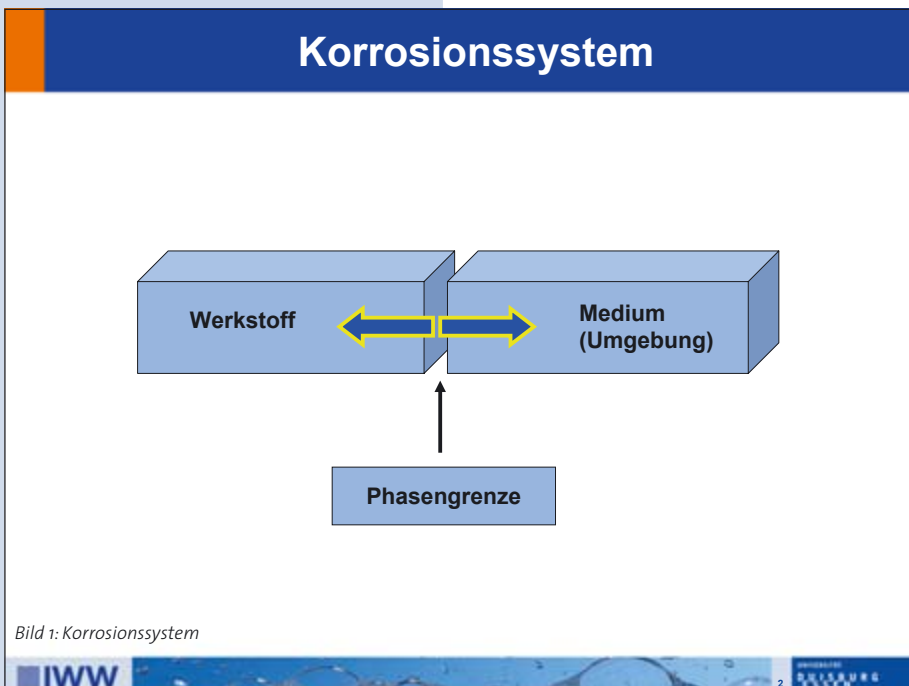 Korrosionssystem
Werkstoff
Medium
(Umgebung)
Phasengrenze
Bild 1: Korrosionssystem
IWW
2